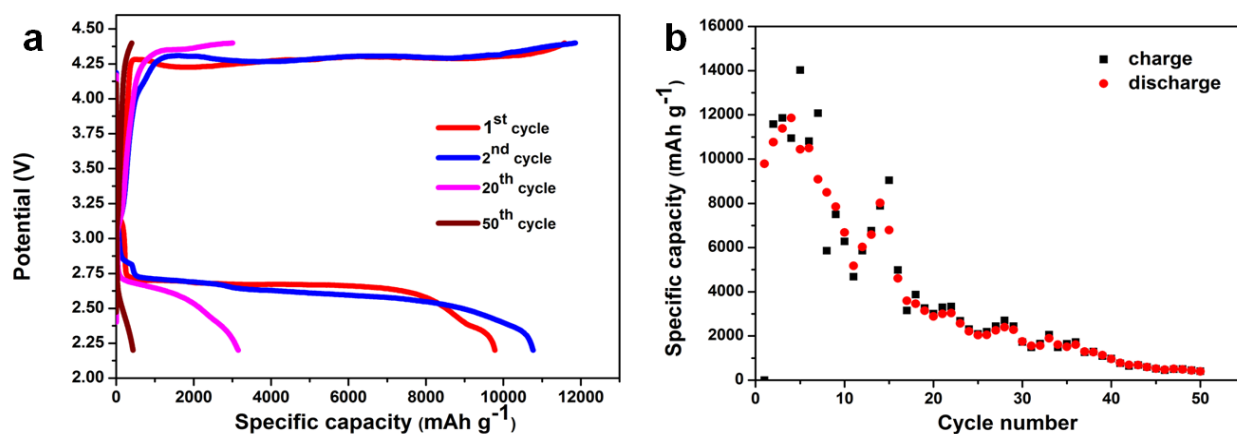 a
4.50
4.25
4.00
3.75
3.50
3.25
3.00
2.75
2.50
2.25
2.00
Potential (V)
1st cycle
2nd cycle
20th cycle
50th cycle
0 2000 4000 6000 8000 10000 12000
Specific capacity (mAh g-1)
b
16000
14000
12000
10000
8000
6000
4000
2000
0
Specific capacity (mAh g-1)
charge
discharge
0 10 20 30 40 50
Cycle number